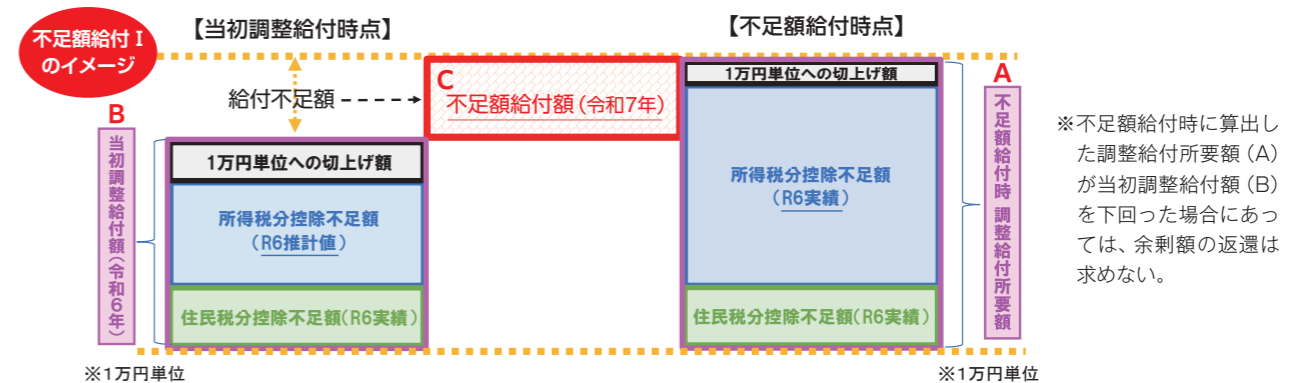 不足額給付Ⅰ
のイメージ
【当初調整給付時点】
【不足額給付時点】
給付不足額
C
不足額給付額(令和7年)
B
当初調整給付額(令和6年)
1万円単位への切上げ額
所得税分控除不足額
(R6推計値)
住民税分控除不足額(R6実績)
※1万円単位
1万円単位への切上げ額
所得税分控除不足額
(R6実績)
住民税分控除不足額(R6実績)
A
不足額給付時 調整給付所要額
※1万円単位
※不足額給付時に算出し
た調整給付所要額(A)
が当初調整給付額(B)
を下回った場合にあっ
ては、余剰額の返還は
求めない。